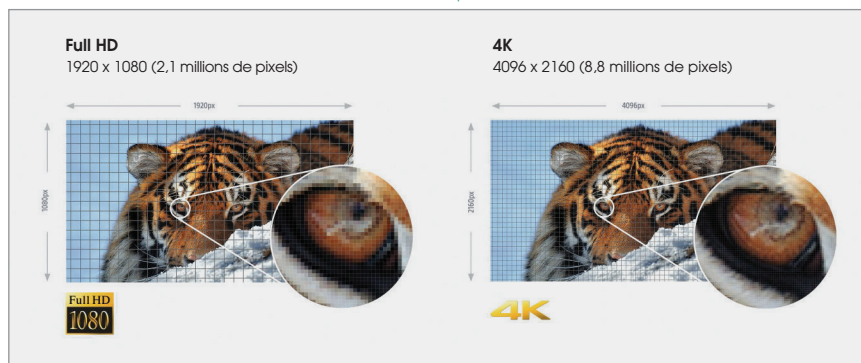 Full HD
1920 x 1080 (2,1 millions de pixels)
1920px
1080px
Full HD
1080
4K
4096 x 2160 (8,8 millions de pixels)
4096px
2160px
4K